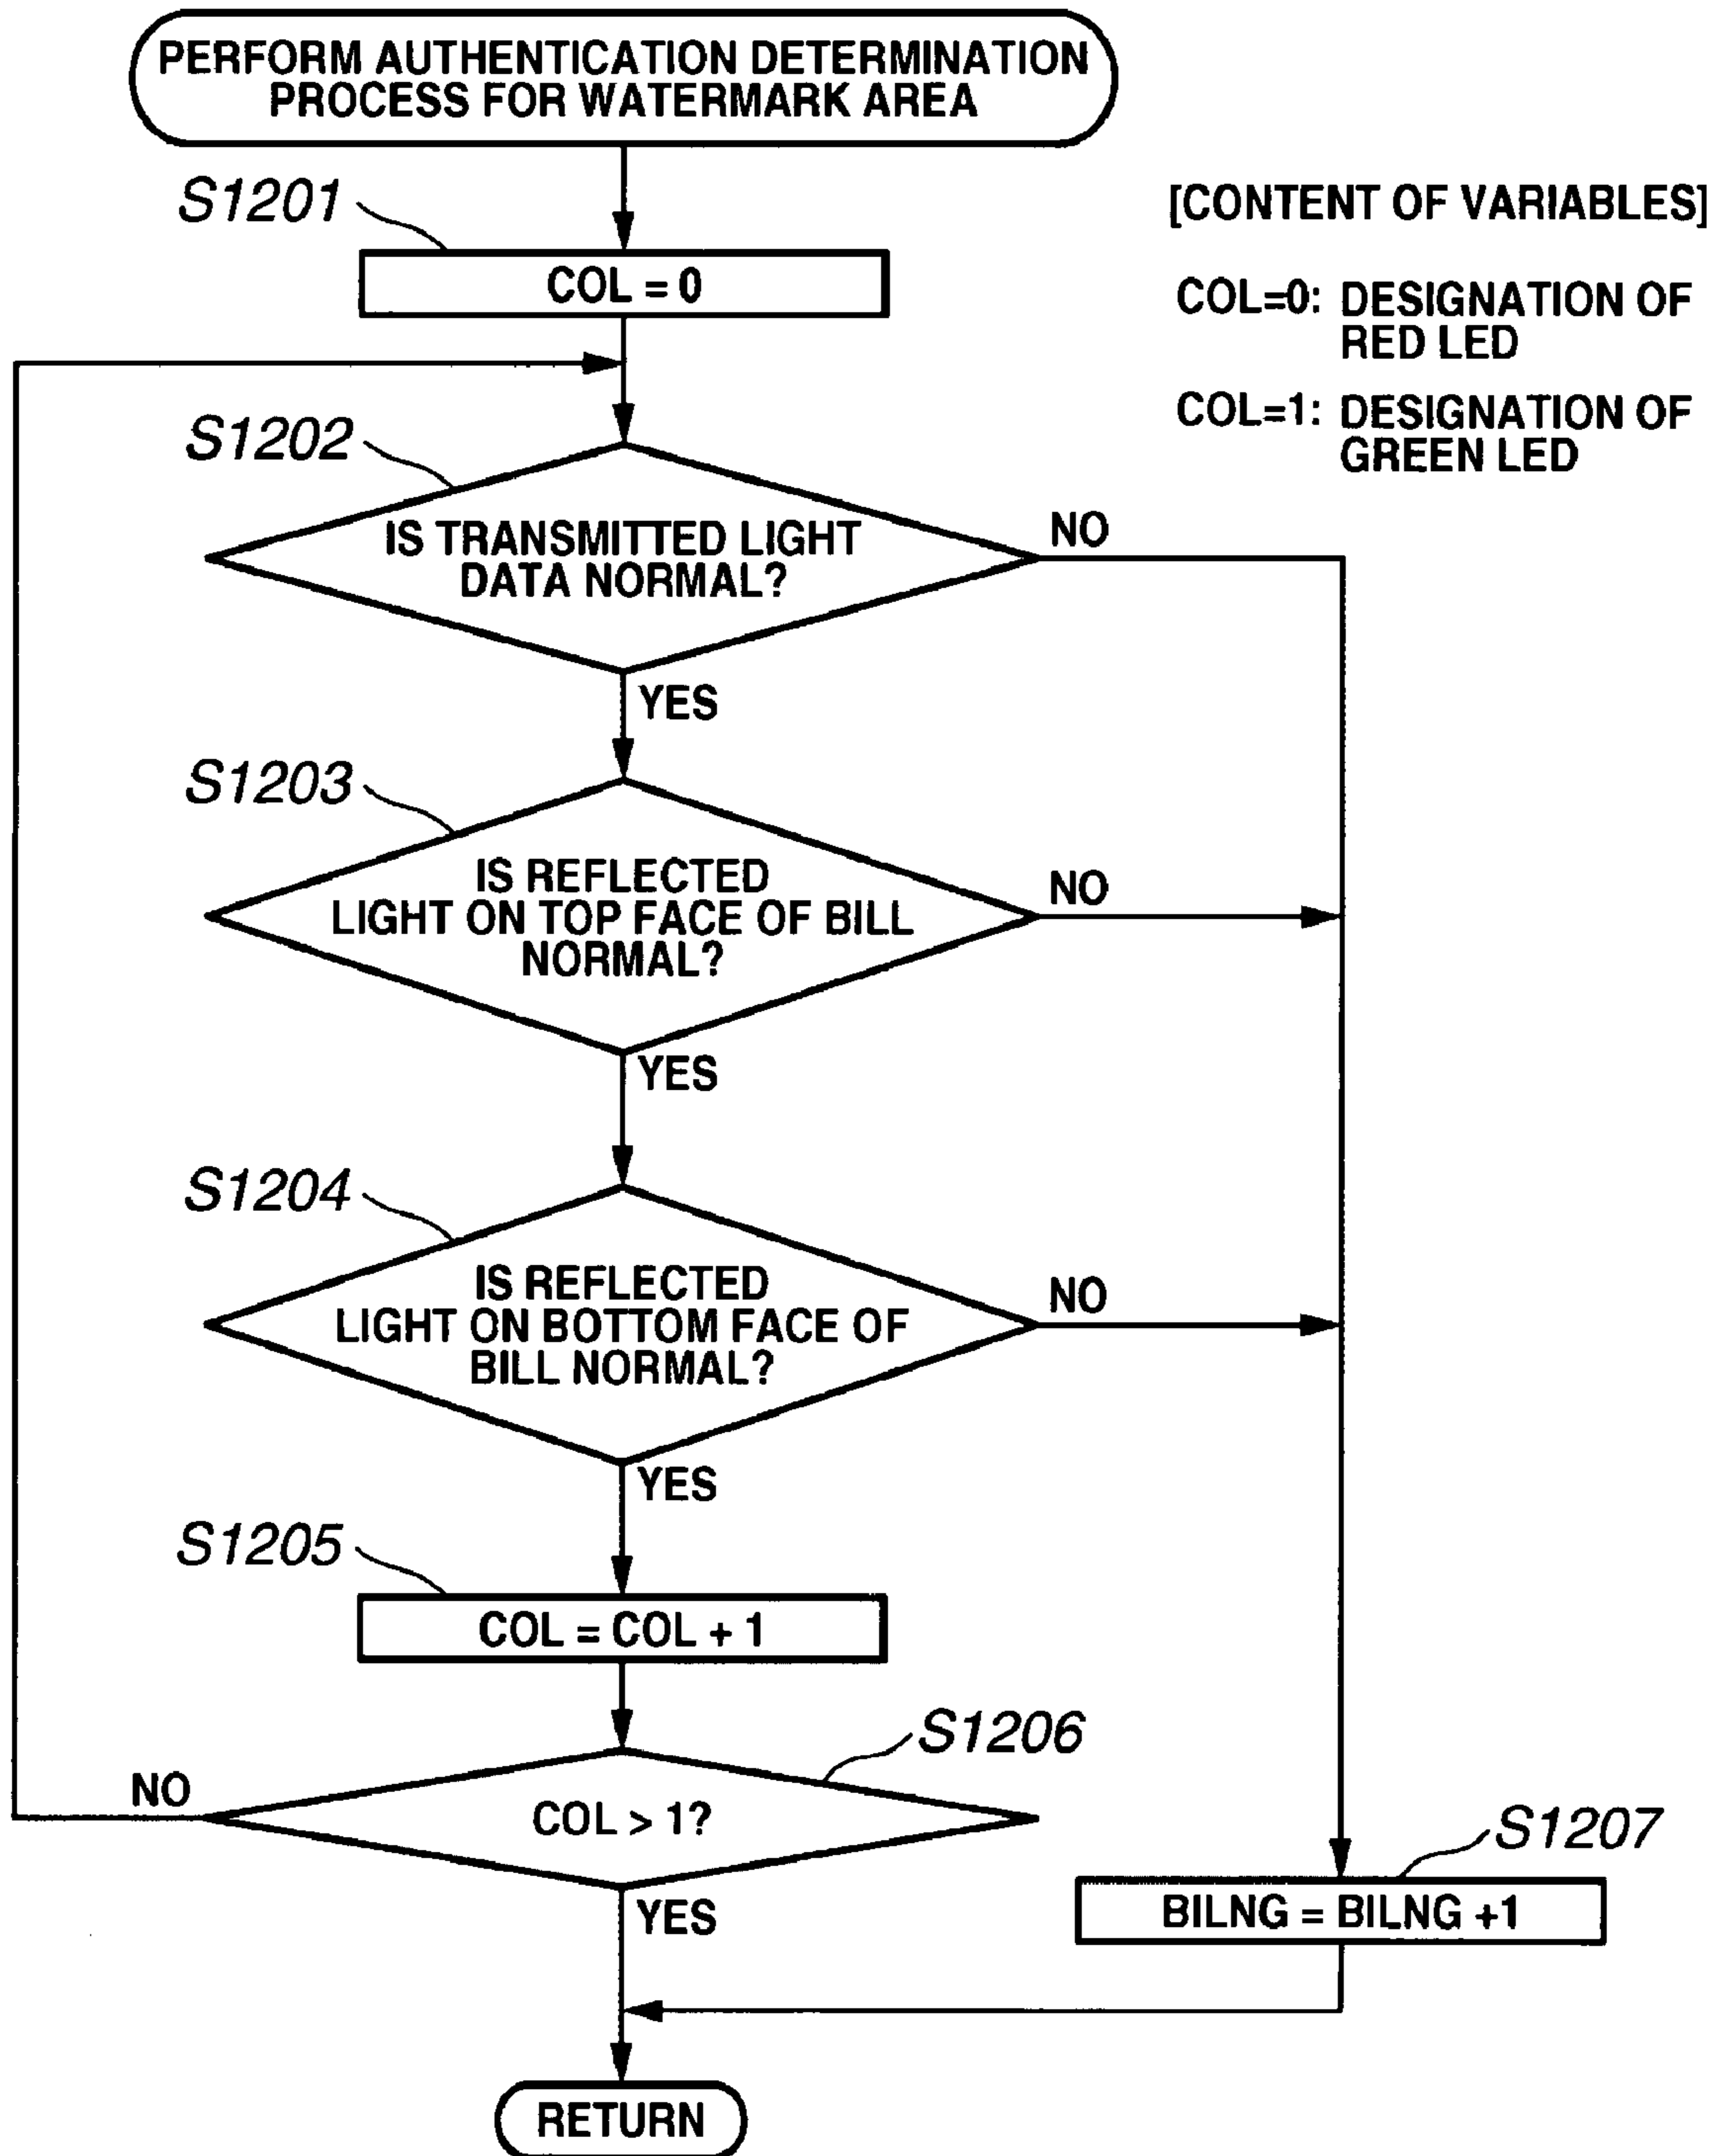 PERFORM AUTHENTICATION DETERMINATION
PROCESS FOR WATERMARK AREA
S1201
[CONTENT OF VARIABLES]
COL = 0
COL=0: DESIGNATION OF
RED LED
COL=1: DESIGNATION OF
GREEN LED
S1202
IS TRANSMITTED LIGHT
DATA NORMAL?
NO
YES
S1203
IS REFLECTED
LIGHT ON TOP FACE OF BILL
NORMAL?
NO
YES
S1204
IS REFLECTED
LIGHT ON BOTTOM FACE OF
BILL NORMAL?
NO
YES
S1205
COL = COL + 1
S1206
NO
COL > 1?
YES
S1207
BILNG = BILNG +1
RETURN